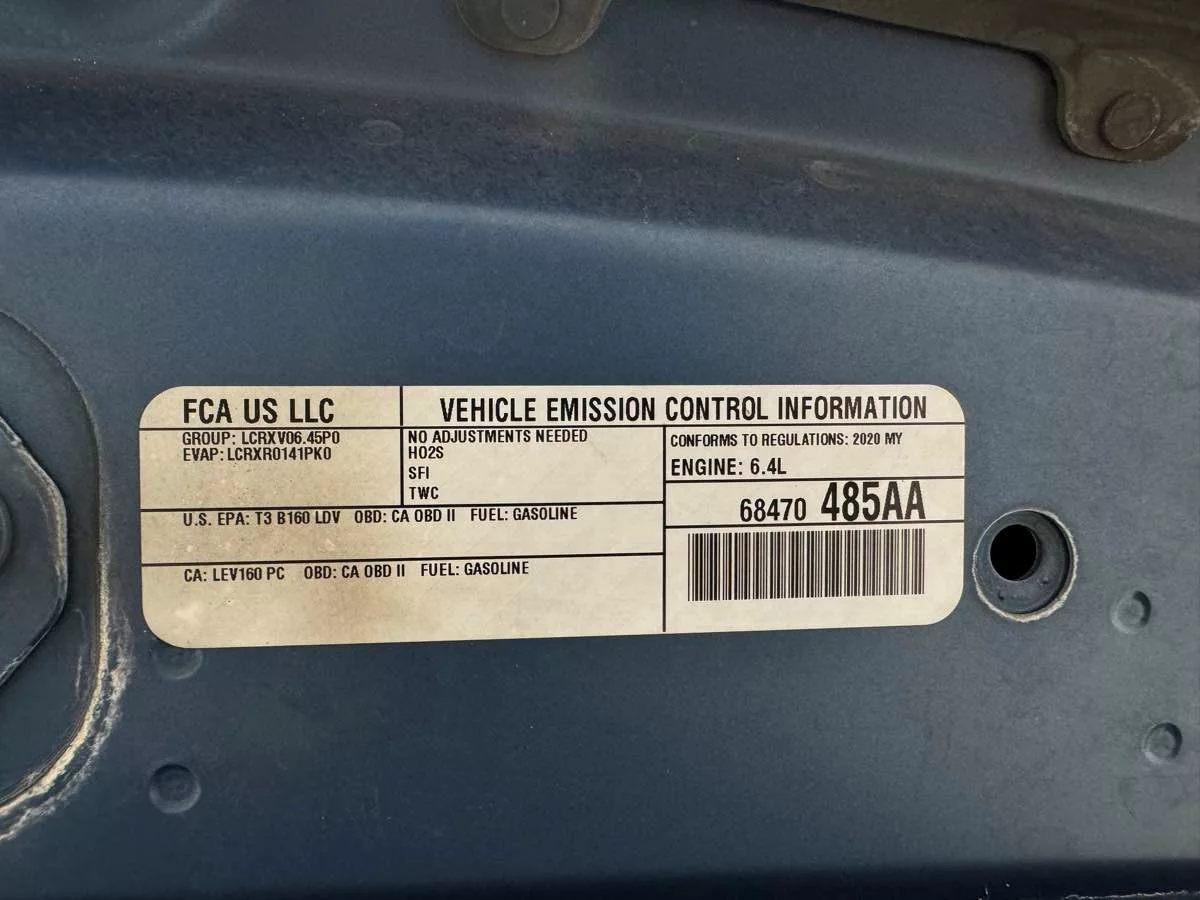 FCA US LLC
VEHICLE EMISSION CONTROL INFORMATION
GROUP: LCRXV06.45P0
EVAP: LCRXR0141PK0
NO ADJUSTMENTS NEEDED
HO2S
SFI
TWC
CONFORMS TO REGULATIONS: 2020 MY
ENGINE: 6.4L
68470 485AA
U.S. EPA: T3 B160 LDV OBD: CA OBD II FUEL: GASOLINE
CA: LEV160 PC OBD: CA OBD II FUEL: GASOLINE